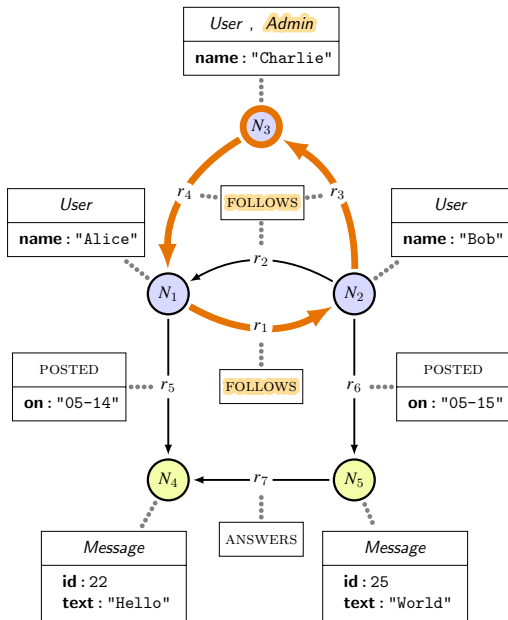 User , Admin
name : "Charlie"
N3
r4
FOLLOWS
r3
User
name : "Alice"
User
name : "Bob"
r2
N1
N2
r1
POSTED
on : "05-14"
r5
FOLLOWS
r6
POSTED
on : "05-15"
N4
r7
N5
Message
id : 22
text : "Hello"
ANSWERS
Message
id : 25
text : "World"